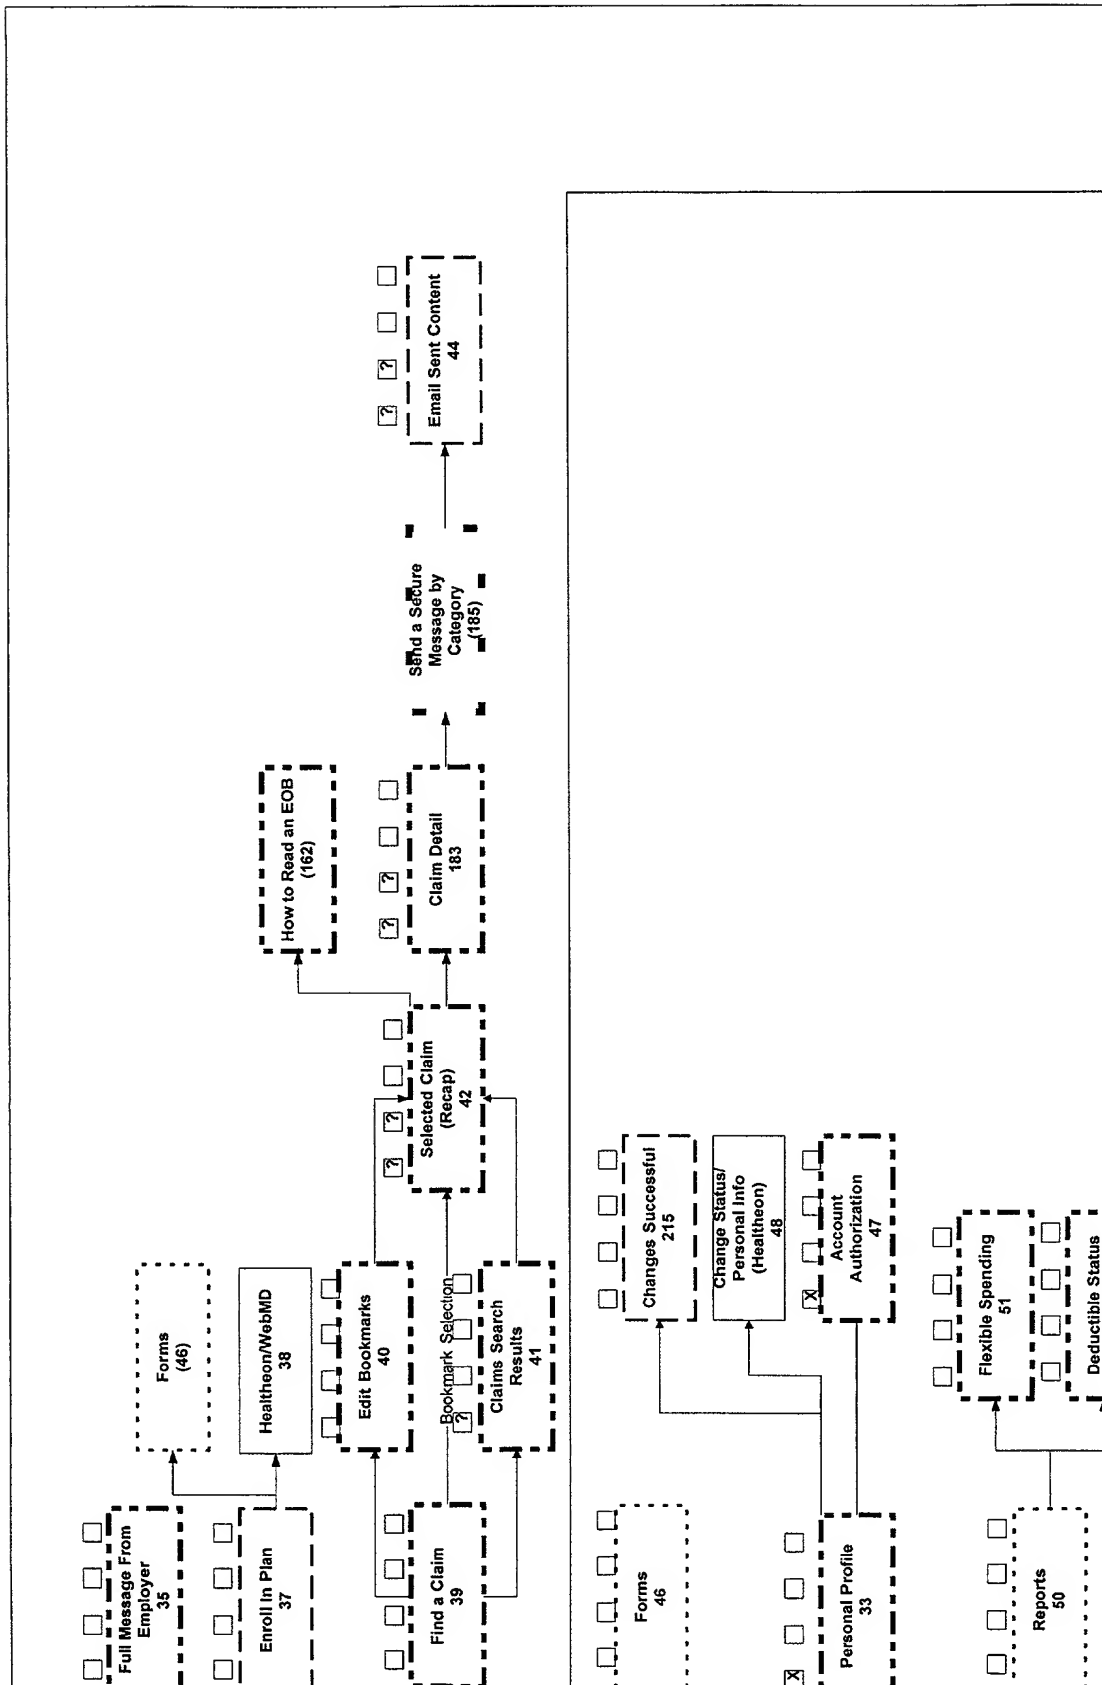 Email Sent Content
44
Send a Secure
Message by
Category
(185)
How to Read an EOB
(162)
Claim Detail
183
? ?
? ?
Selected Claim
(Recap)
42
? ?
Forms
(46)
Healtheon/WebMD
38
Edit Bookmarks
40
Bookmark Selection
?
Claims Search
Results
41
Full Message From
Employer
35
Enroll In Plan
37
Find a Claim
39
Changes Successful
215
Change Status/
Personal Info
(Healtheon)
48
X
Account
Authorization
47
Forms
46
X
Personal Profile
33
Flexible Spending
51
Deductible Status
Reports
50